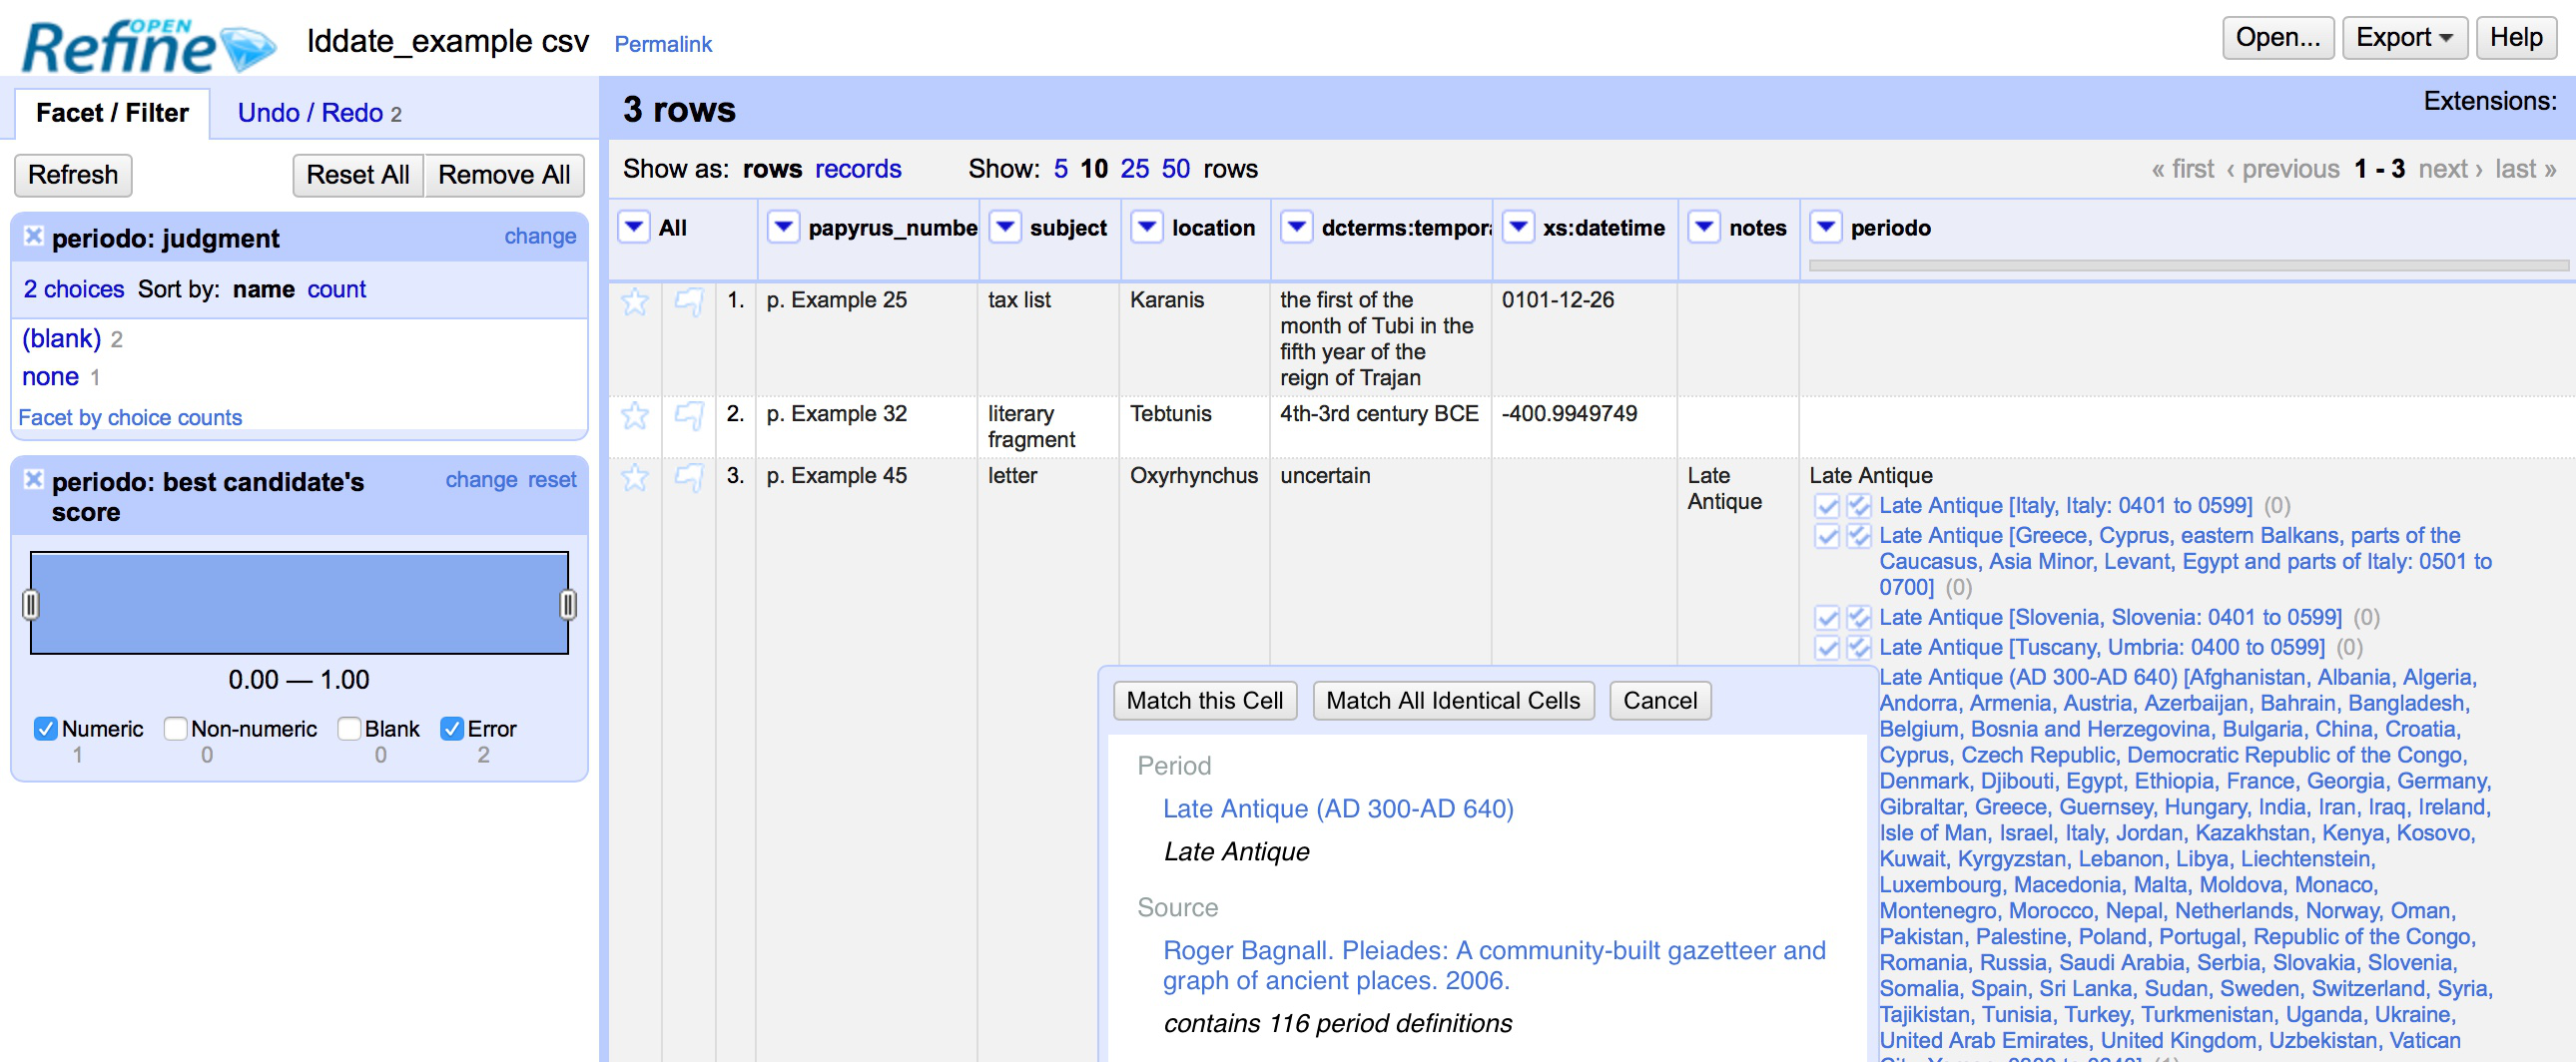 OPEN
Refine lddate_example csv Permalink Open... Export Help
Facet / Filter Undo / Redo 2
3 rows Extensions:
Refresh Reset All Remove All
Show as: rows records Show: 5 10 25 50 rows « first ‹ previous 1 - 3 next › last »
periodo: judgment change
2 choices Sort by: name count
(blank) 2
none 1
Facet by choice counts
periodo: best candidate's change reset
score
0.00 — 1.00
Numeric Non-numeric Blank Error
1 0 0 2
All papyrus_numbe subject location dcterms:tempora xs:datetime notes periodo
1. p. Example 25 tax list Karanis the first of the 0101-12-26
month of Tubi in the
fifth year of the
reign of Trajan
2. p. Example 32 literary Tebtunis 4th-3rd century BCE -400.9949749
fragment
3. p. Example 45 letter Oxyrhynchus uncertain Late Late Antique
Antique
Late Antique [Italy, Italy: 0401 to 0599] (0)
Late Antique [Greece, Cyprus, eastern Balkans, parts of the
Caucasus, Asia Minor, Levant, Egypt and parts of Italy: 0501 to
0700] (0)
Late Antique [Slovenia, Slovenia: 0401 to 0599] (0)
Late Antique [Tuscany, Umbria: 0400 to 0599] (0)
Late Antique (AD 300-AD 640) [Afghanistan, Albania, Algeria,
Andorra, Armenia, Austria, Azerbaijan, Bahrain, Bangladesh,
Belgium, Bosnia and Herzegovina, Bulgaria, China, Croatia,
Cyprus, Czech Republic, Democratic Republic of the Congo,
Denmark, Djibouti, Egypt, Ethiopia, France, Georgia, Germany,
Gibraltar, Greece, Guernsey, Hungary, India, Iran, Iraq, Ireland,
Isle of Man, Israel, Italy, Jordan, Kazakhstan, Kenya, Kosovo,
Kuwait, Kyrgyzstan, Lebanon, Libya, Liechtenstein,
Luxembourg, Macedonia, Malta, Moldova, Monaco,
Montenegro, Morocco, Nepal, Netherlands, Norway, Oman,
Pakistan, Palestine, Poland, Portugal, Republic of the Congo,
Romania, Russia, Saudi Arabia, Serbia, Slovakia, Slovenia,
Somalia, Spain, Sri Lanka, Sudan, Sweden, Switzerland, Syria,
Tajikistan, Tunisia, Turkey, Turkmenistan, Uganda, Ukraine,
United Arab Emirates, United Kingdom, Uzbekistan, Vatican
Match this Cell Match All Identical Cells Cancel
Period
Late Antique (AD 300-AD 640)
Late Antique
Source
Roger Bagnall. Pleiades: A community-built gazetteer and
graph of ancient places. 2006.
contains 116 period definitions